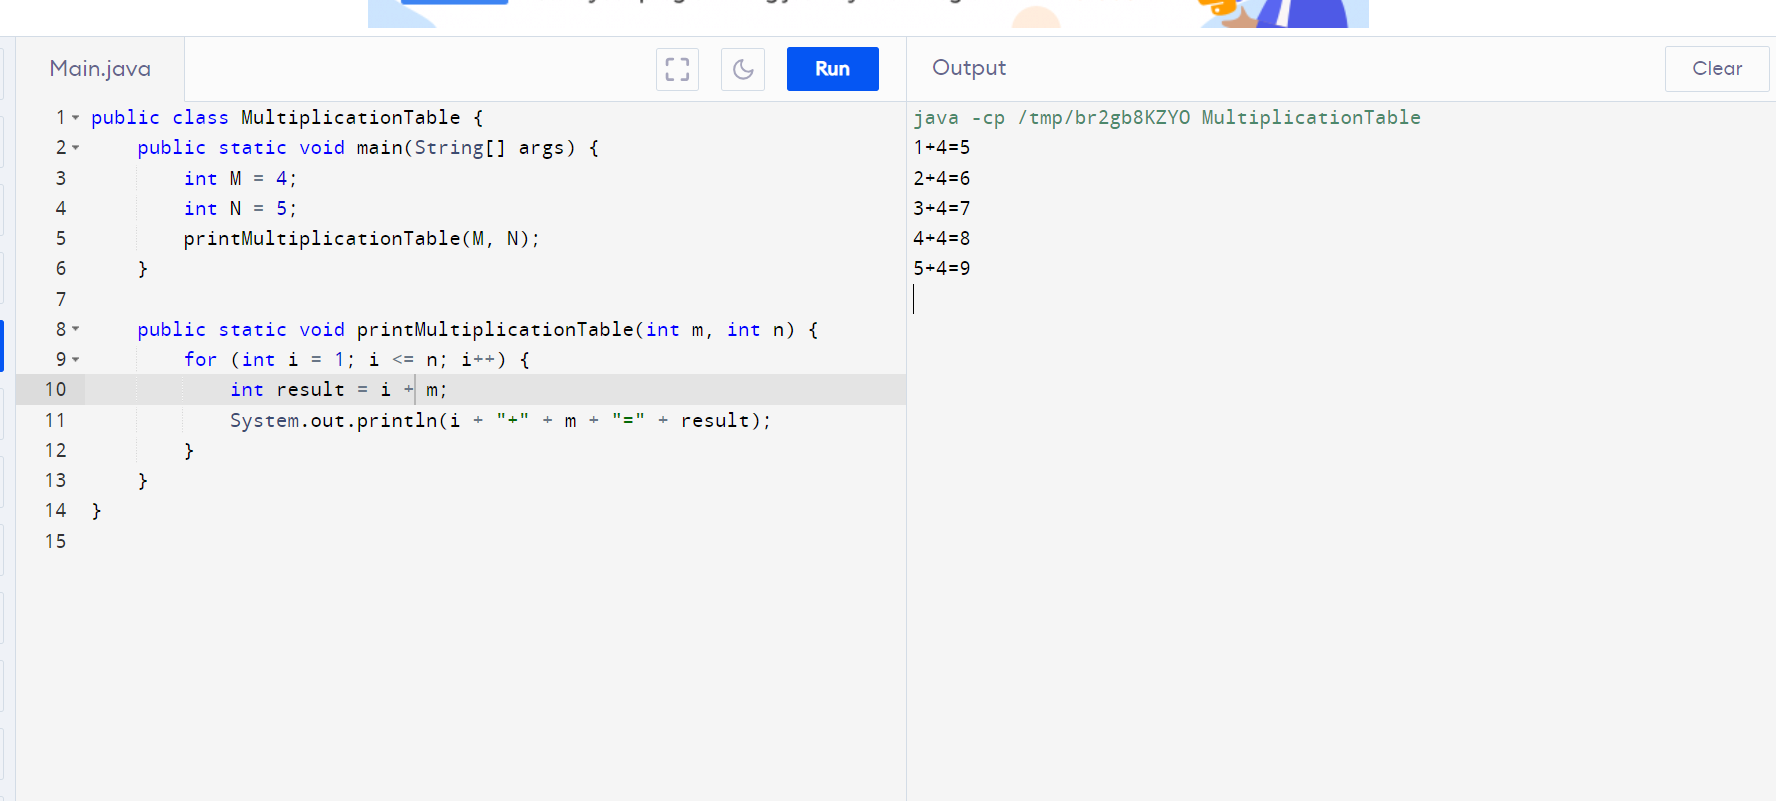 Main.java
Run
1 public class MultiplicationTable {
2 public static void main(String[] args) {
3 int M = 4;
4 int N = 5;
5 printMultiplicationTable(M, N);
6 }
7
8 public static void printMultiplicationTable(int m, int n) {
9 for (int i = 1; i <= n; i++) {
10 int result = i + m;
11 System.out.println(i + "+" + m + "=" + result);
12 }
13 }
14 }
15
Output
Clear
java -cp /tmp/br2gb8KZYO MultiplicationTable
1+4=5
2+4=6
3+4=7
4+4=8
5+4=9